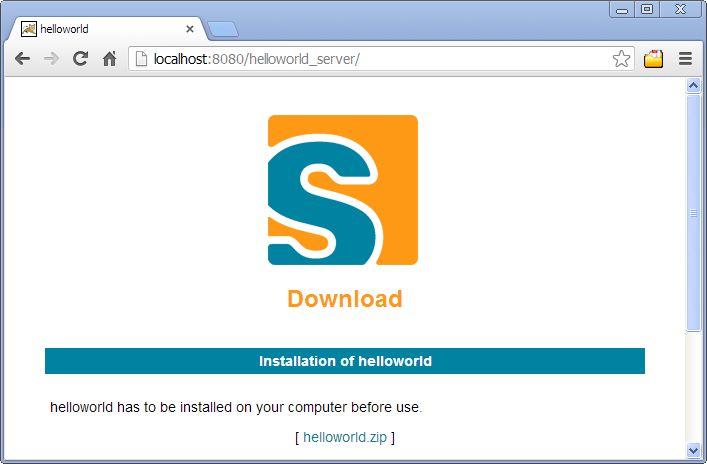 helloworld
localhost:8080/helloworld_server/
S
Download
Installation of helloworld
helloworld has to be installed on your computer before use.
[ helloworld.zip ]